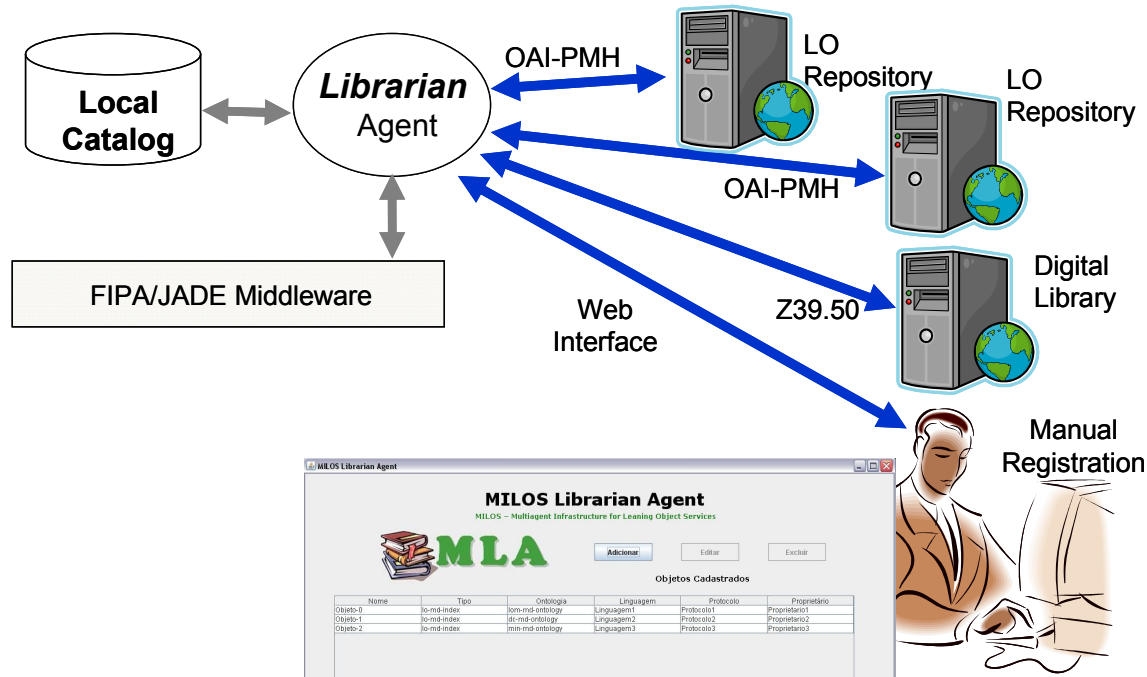 Local
Catalog
Librarian
Agent
OAI-PMH
LO
Repository
LO
Repository
OAI-PMH
FIPA/JADE Middleware
Digital
Library
Z39.50
Web
Interface
Manual
Registration
MILOS Librarian Agent
MILOS Librarian Agent
MILOS – Multiagent Infrastructure for Leaning Object Services
MLA
Adicionar Editar Excluir
Objetos Cadastrados
Nome Tipo Ontologia Linguagem Protocolo Proprietário
Objeto-0 lo-md-index lom-md-ontology Linguagem1 Protocolo1 Proprietario1
Objeto-1 lo-md-index dc-md-ontology Linguagem2 Protocolo2 Proprietario2
Objeto-2 lo-md-index min-md-ontology Linguagem3 Protocolo3 Proprietario3